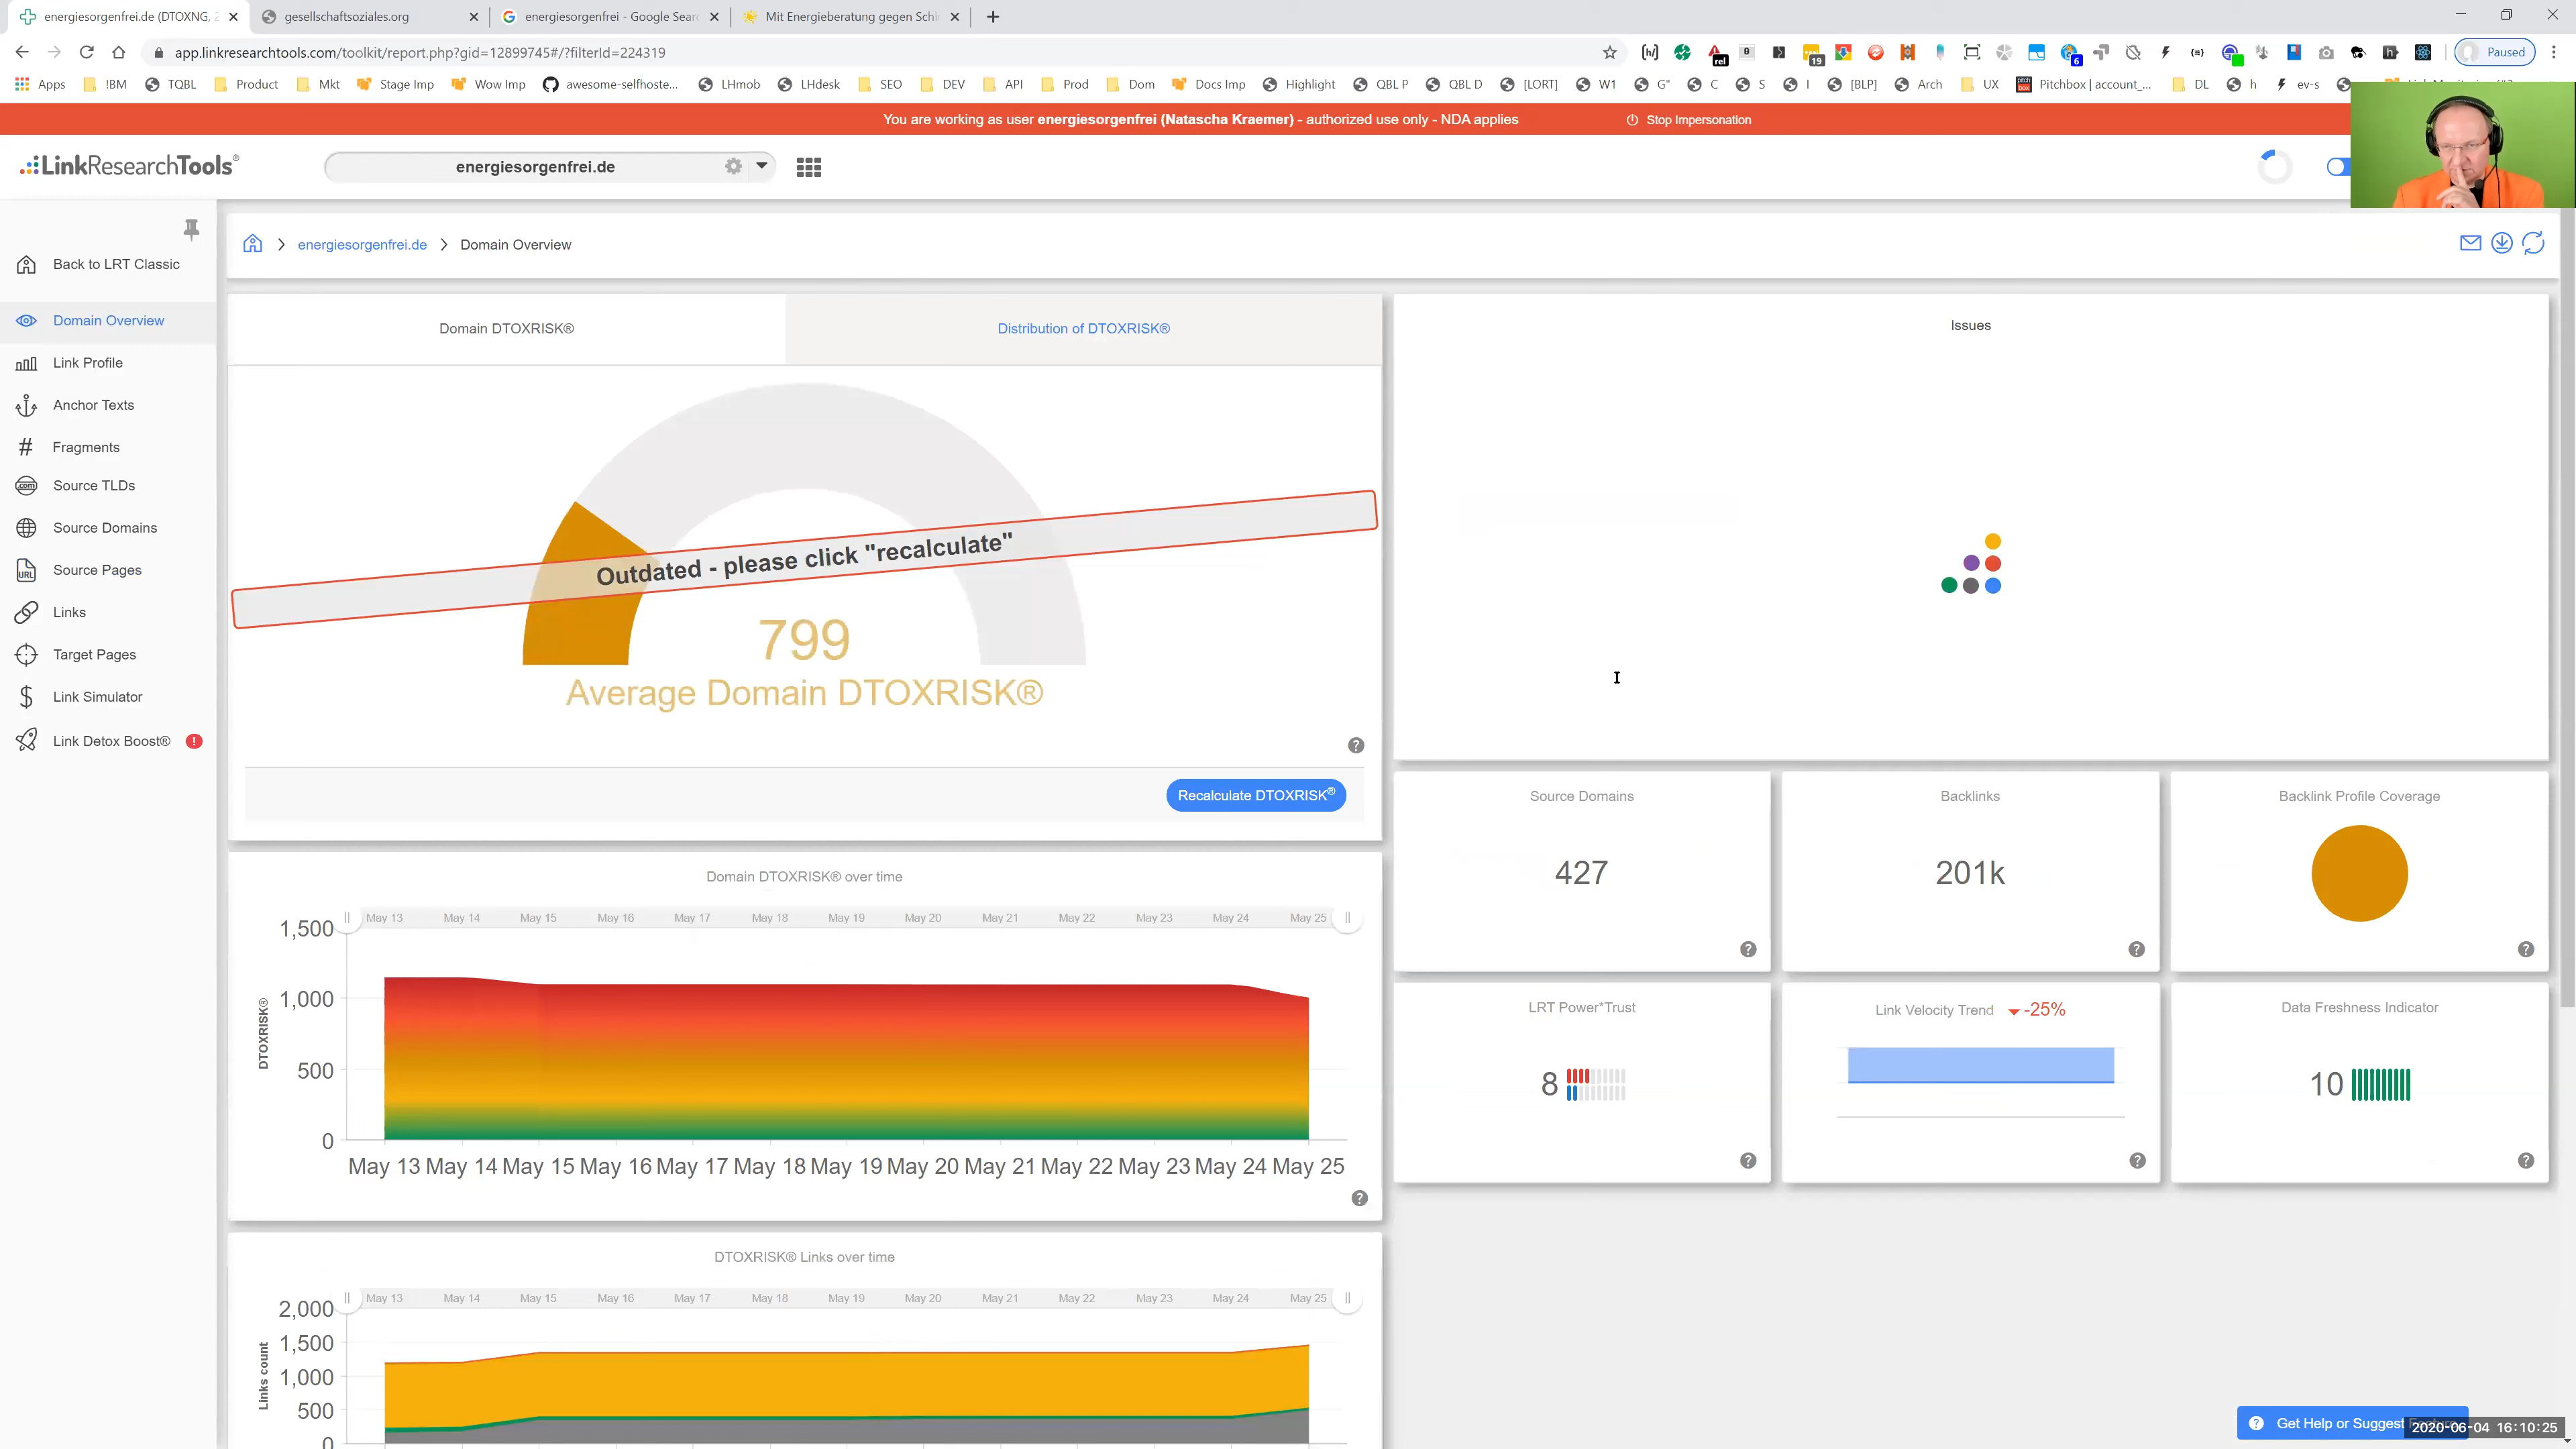 energiesorgenfrei.de (DTOXNG, 2
gesellschaftsoziales.org
energiesorgenfrei - Google Sear
Mit Energieberatung gegen Schi
app.linkresearchtools.com/toolkit/report.php?gid=12899745#/?filterId=224319
rel
19
6
Paused
Apps
!BM
TQBL
Product
Mkt
Stage Imp
Wow Imp
awesome-selfhoste...
LHmob
LHdesk
SEO
DEV
API
Prod
Dom
Docs Imp
Highlight
QBL P
QBL D
[LORT]
W1
G"
C
S
I
[BLP]
Arch
UX
Pitchbox | account_...
DL
h
ev-s
You are working as user energiesorgenfrei (Natascha Kraemer) - authorized use only - NDA applies
Stop Impersonation
LinkResearchTools®
energiesorgenfrei.de
Back to LRT Classic
Domain Overview
Link Profile
Anchor Texts
Fragments
Source TLDs
Source Domains
Source Pages
Links
Target Pages
Link Simulator
Link Detox Boost®
energiesorgenfrei.de
Domain Overview
Domain DTOXRISK®
Distribution of DTOXRISK®
Outdated - please click "recalculate"
799
Average Domain DTOXRISK®
Recalculate DTOXRISK®
Issues
Source Domains
427
Backlinks
201k
Backlink Profile Coverage
LRT Power*Trust
8
Link Velocity Trend
-25%
Data Freshness Indicator
10
Domain DTOXRISK® over time
May 13 May 14 May 15 May 16 May 17 May 18 May 19 May 20 May 21 May 22 May 23 May 24 May 25
1,500
1,000
500
0
DTOXRISK®
May 13 May 14 May 15 May 16 May 17 May 18 May 19 May 20 May 21 May 22 May 23 May 24 May 25
DTOXRISK® Links over time
May 13 May 14 May 15 May 16 May 17 May 18 May 19 May 20 May 21 May 22 May 23 May 24 May 25
2,000
1,500
1,000
500
0
Links count
Get Help or Suggest
2020-06-04 16:10:25